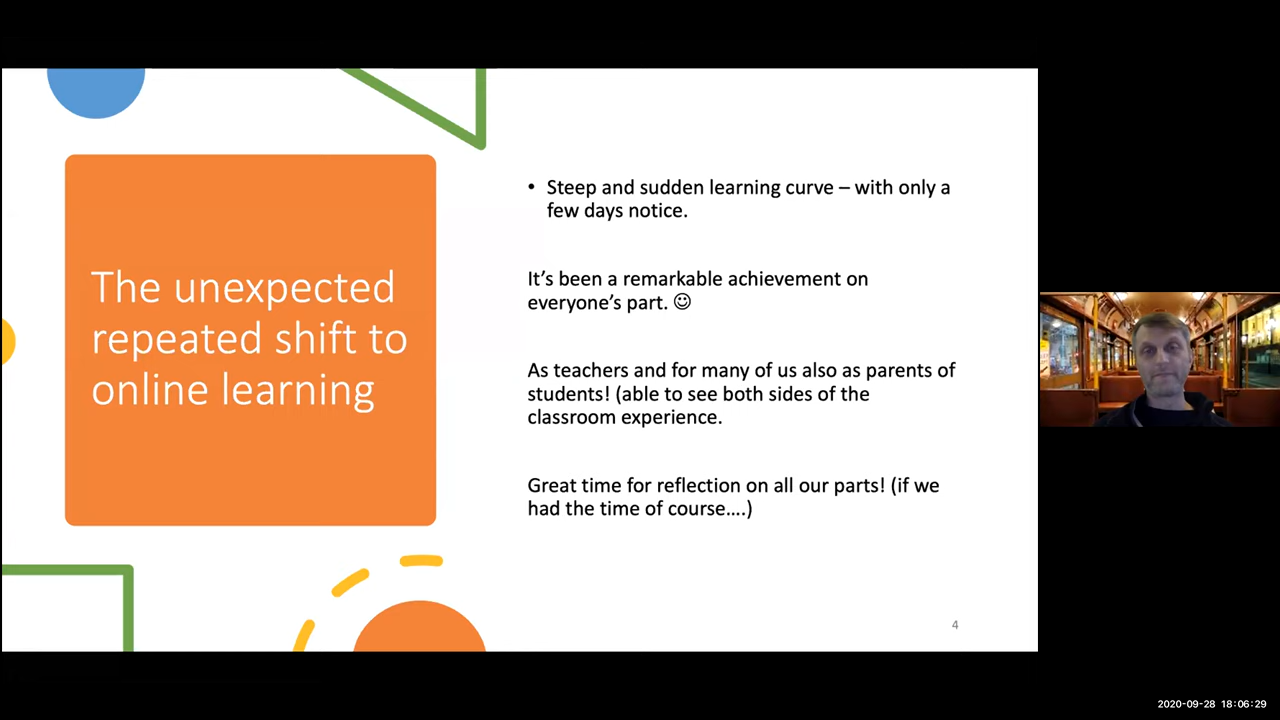 The unexpected
repeated shift to
online learning
• Steep and sudden learning curve – with only a
few days notice.
It’s been a remarkable achievement on
everyone’s part. ☺
As teachers and for many of us also as parents of
students! (able to see both sides of the
classroom experience.
Great time for reflection on all our parts! (if we
had the time of course….)
4
2020-09-28 18:06:29